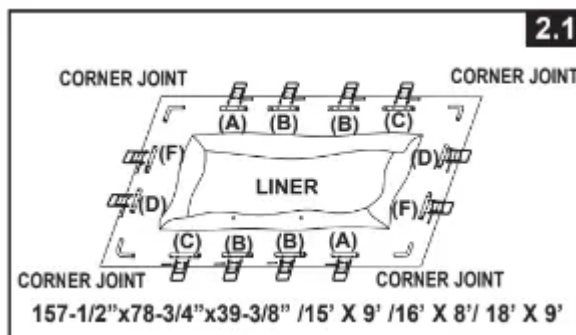 2.1
CORNER JOINT CORNER JOINT
(A) (B) (B) (C)
(F) (D)
LINER
(D) (F)
(C) (B) (B) (A)
CORNER JOINT CORNER JOINT
157-1/2”x78-3/4”x39-3/8” /15’ X 9’ /16’ X 8’/ 18’ X 9’